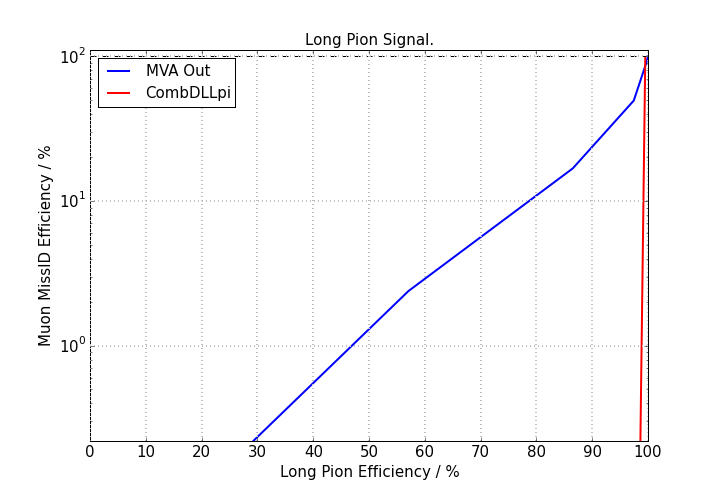 Long Pion Signal.
MVA Out
CombDLLpi
Muon MissID Efficiency / %
10²
10¹
10⁰
0 10 20 30 40 50 60 70 80 90 100
Long Pion Efficiency / %